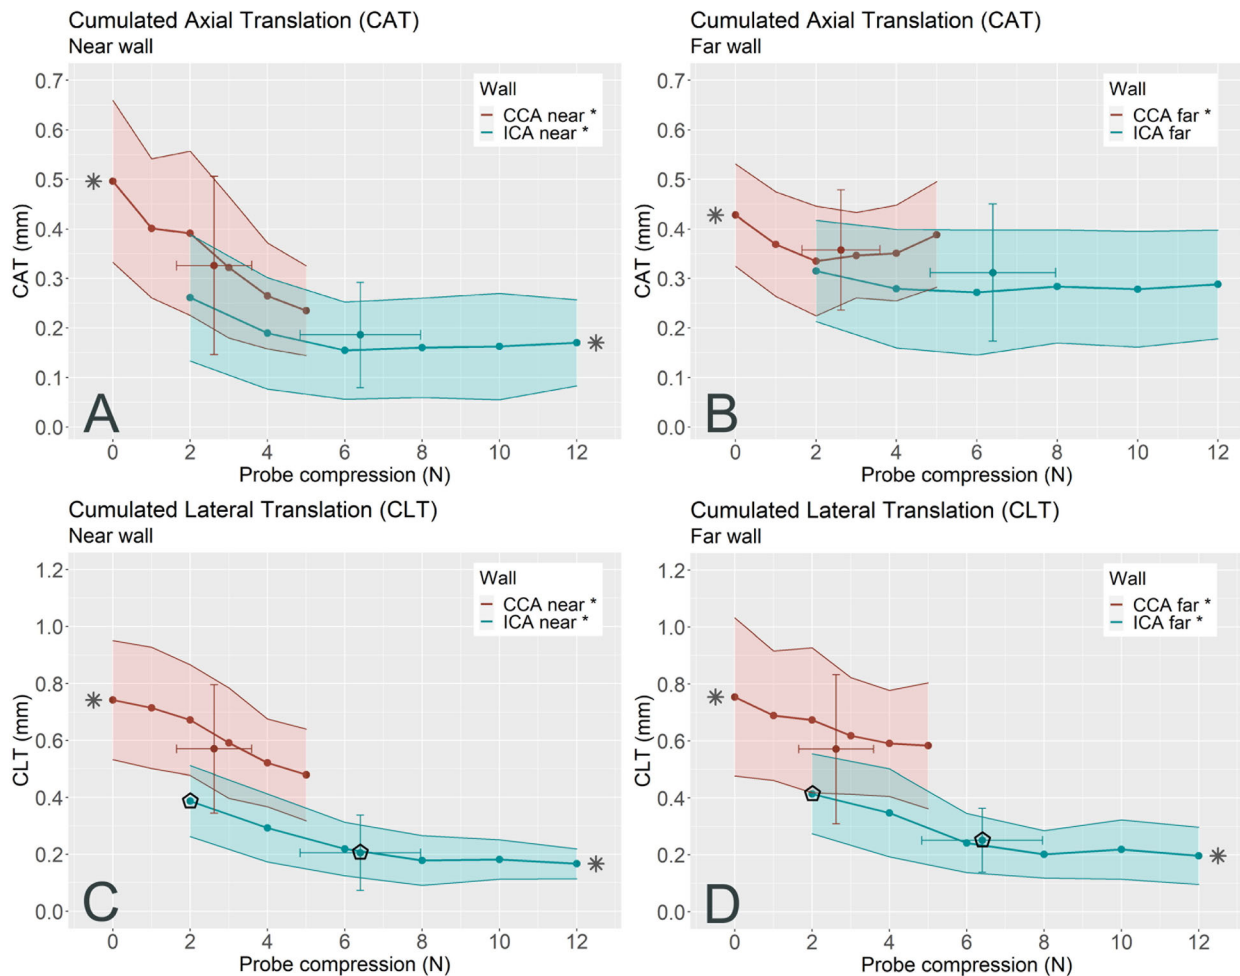 Cumulated Axial Translation (CAT)
Near wall
Wall
CCA near *
ICA near *
CAT (mm)
0.7
0.6
0.5
0.4
0.3
0.2
0.1
0.0
A
0 2 4 6 8 10 12
Probe compression (N)
Cumulated Axial Translation (CAT)
Far wall
Wall
CCA far *
ICA far
CAT (mm)
0.7
0.6
0.5
0.4
0.3
0.2
0.1
0.0
B
0 2 4 6 8 10 12
Probe compression (N)
Cumulated Lateral Translation (CLT)
Near wall
Wall
CCA near *
ICA near *
CLT (mm)
1.2
1.0
0.8
0.6
0.4
0.2
0.0
C
0 2 4 6 8 10 12
Probe compression (N)
Cumulated Lateral Translation (CLT)
Far wall
Wall
CCA far *
ICA far *
CLT (mm)
1.2
1.0
0.8
0.6
0.4
0.2
0.0
D
0 2 4 6 8 10 12
Probe compression (N)